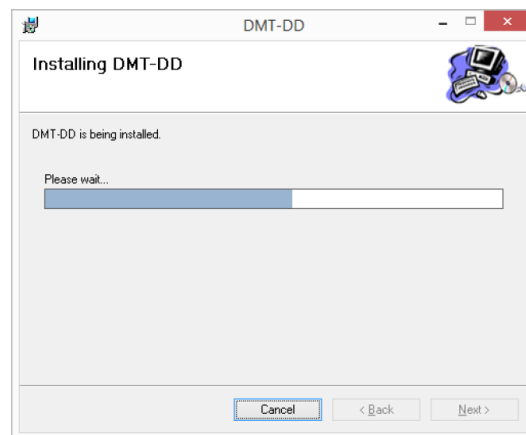 DMT-DD
Installing DMT-DD
DMT-DD is being installed.
Please wait...
Cancel
< Back
Next >